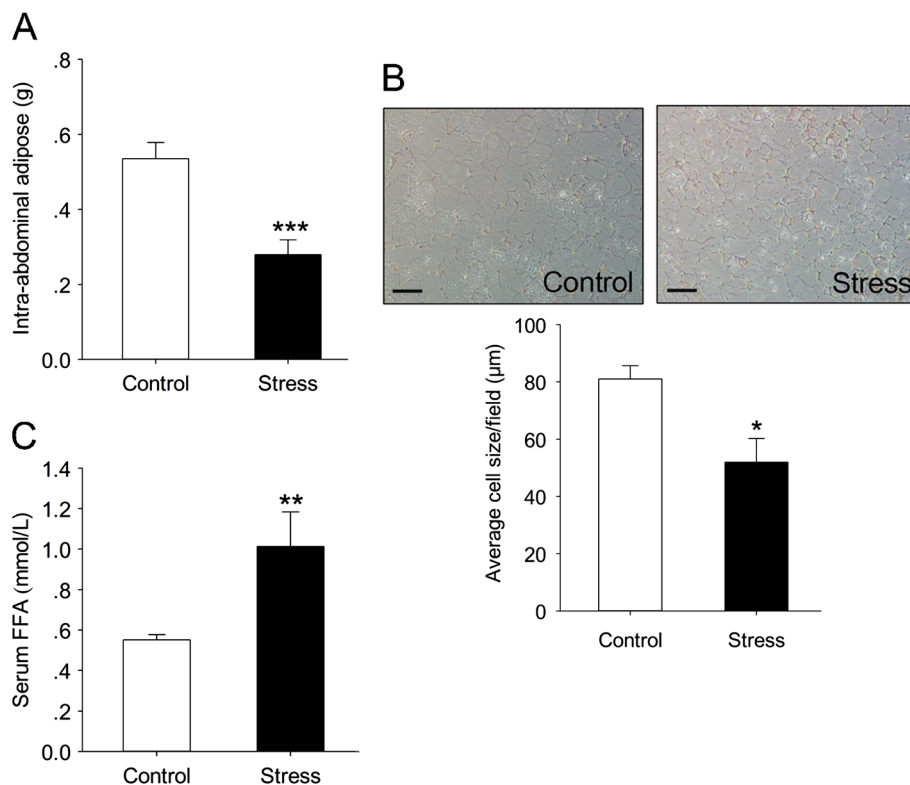 A
Intra-abdominal adipose (g)
.8
.6
.4
.2
0.0
***
Control
Stress
B
Control
Stress
Average cell size/field (μm)
100
80
60
40
20
0
*
Control
Stress
C
Serum FFA (mmol/L)
1.4
1.2
1.0
.8
.6
.4
.2
0.0
**
Control
Stress